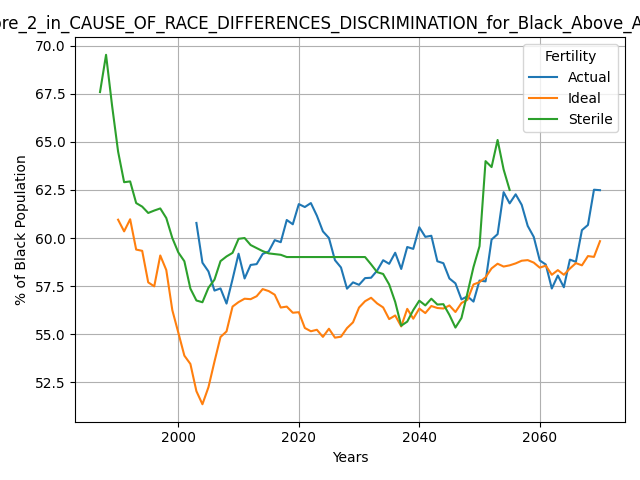 ore_2_in_CAUSE_OF_RACE_DIFFERENCES_DISCRIMINATION_for_Black_Above_A
70.0
67.5
65.0
62.5
60.0
57.5
55.0
52.5
% of Black Population
Fertility
Actual
Ideal
Sterile
2000
2020
2040
2060
Years